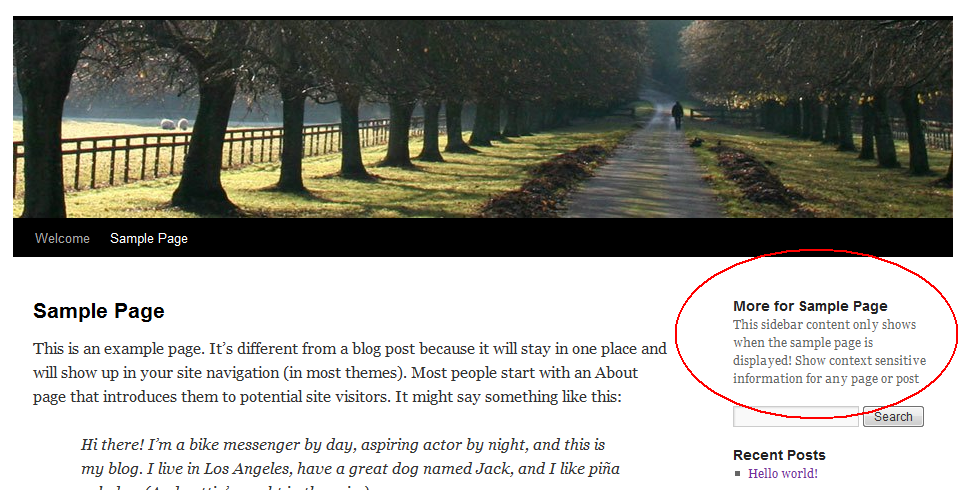 Welcome Sample Page
Sample Page
This is an example page. It’s different from a blog post because it will stay in one place and
will show up in your site navigation (in most themes). Most people start with an About
page that introduces them to potential site visitors. It might say something like this:
Hi there! I’m a bike messenger by day, aspiring actor by night, and this is
my blog. I live in Los Angeles, have a great dog named Jack, and I like piña
More for Sample Page
This sidebar content only shows
when the sample page is
displayed! Show context sensitive
information for any page or post
Search
Recent Posts
Hello world!